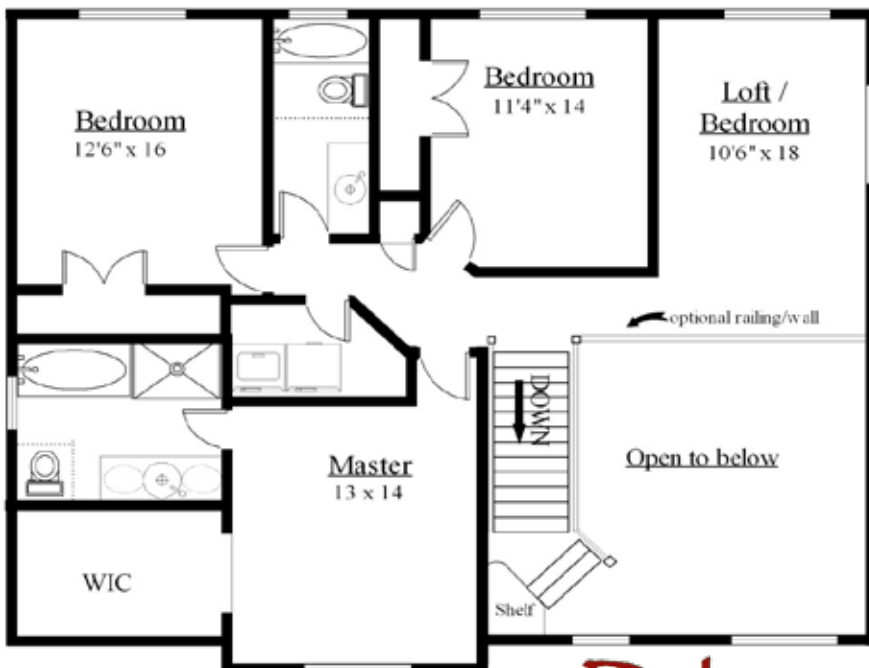 Bedroom
12'6" x 16
Bedroom
11'4" x 14
Loft /
Bedroom
10'6" x 18
optional railing/wall
DOWN
Open to below
Master
13 x 14
WIC
Shelf